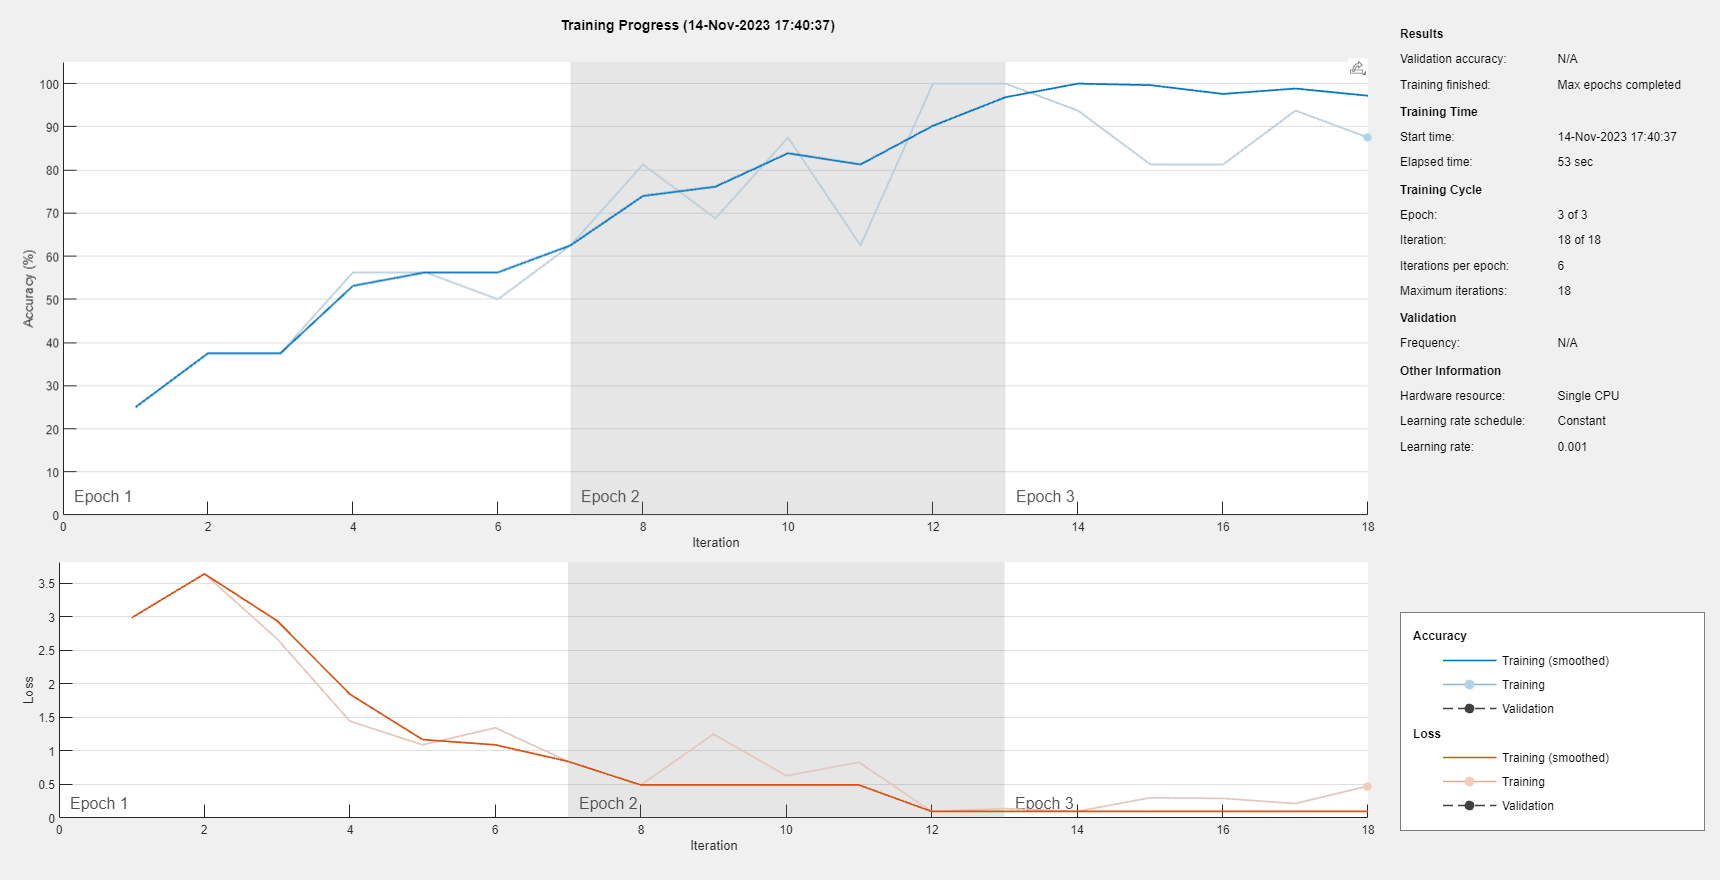 Training Progress (14-Nov-2023 17:40:37)
Accuracy (%)
100
90
80
70
60
50
40
30
20
10
0
Epoch 1
Epoch 2
Epoch 3
0 2 4 6 8 10 12 14 16 18
Iteration
Loss
3.5
3
2.5
2
1.5
1
0.5
0
Epoch 1
Epoch 2
Epoch 3
0 2 4 6 8 10 12 14 16 18
Iteration
Results
Validation accuracy: N/A
Training finished: Max epochs completed
Training Time
Start time: 14-Nov-2023 17:40:37
Elapsed time: 53 sec
Training Cycle
Epoch: 3 of 3
Iteration: 18 of 18
Iterations per epoch: 6
Maximum iterations: 18
Validation
Frequency: N/A
Other Information
Hardware resource: Single CPU
Learning rate schedule: Constant
Learning rate: 0.001
Accuracy
Training (smoothed)
Training
Validation
Loss
Training (smoothed)
Training
Validation